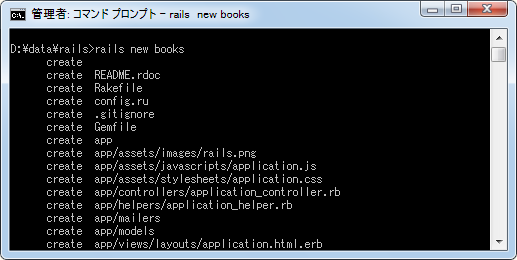 管理者: コマンド プロンプト - rails  new books
D:¥data¥rails>rails new books
create
create  README.rdoc
create  Rakefile
create  config.ru
create  .gitignore
create  Gemfile
create  app
create  app/assets/images/rails.png
create  app/assets/javascripts/application.js
create  app/assets/stylesheets/application.css
create  app/controllers/application_controller.rb
create  app/helpers/application_helper.rb
create  app/mailers
create  app/models
create  app/views/layouts/application.html.erb